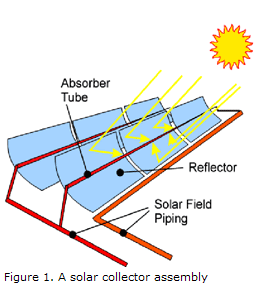 Absorber
Tube
Reflector
Solar Field
Piping
Figure 1. A solar collector assembly